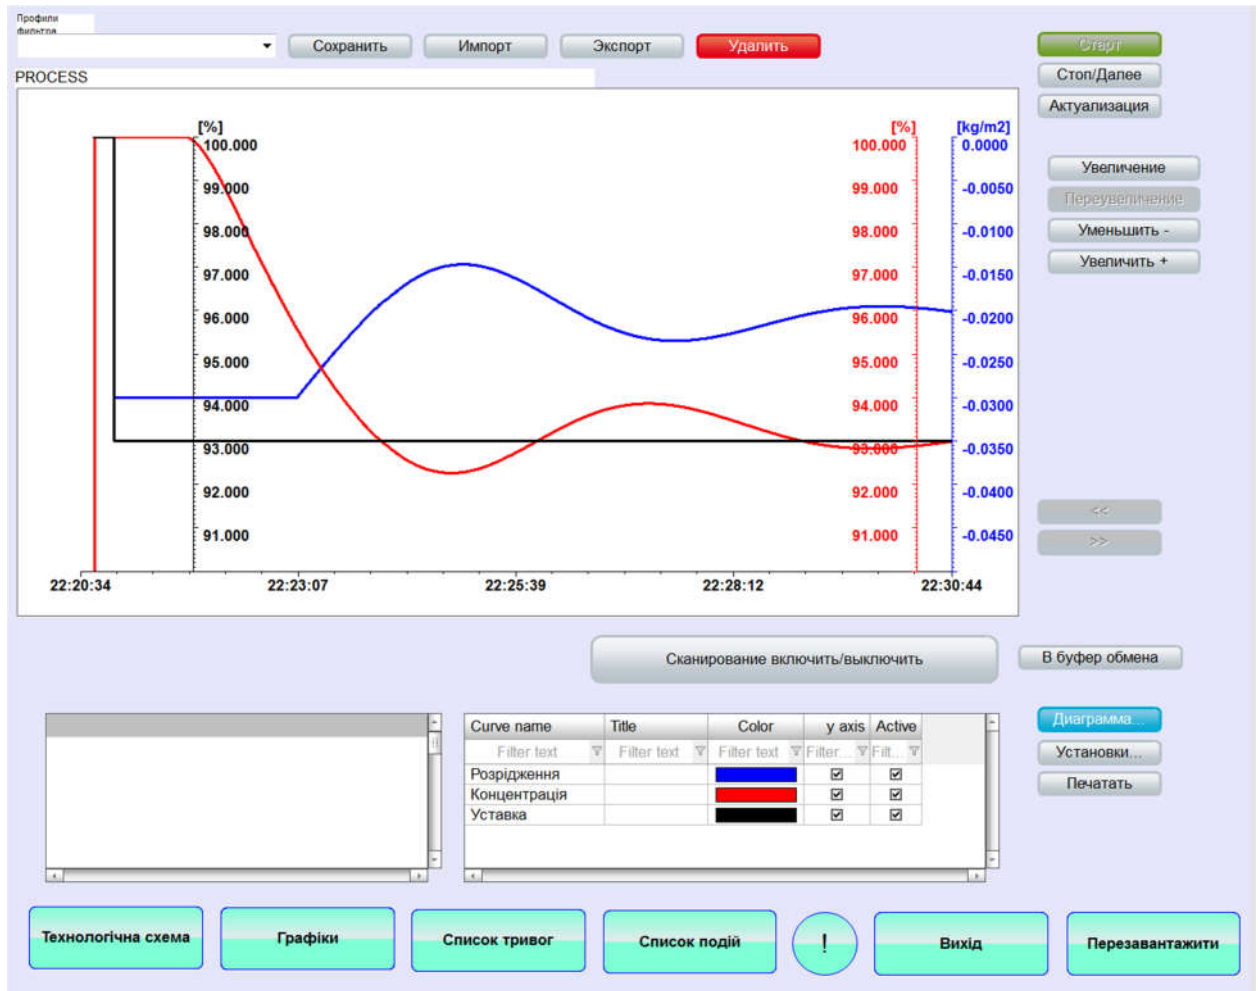 Профили
фильтра
Сохранить Импорт Экспорт Удалить Старт
PROCESS Стоп/Далее
Актуализация
[%] [%] [kg/m2]
100.000 100.000 0.0000
Увеличение
99.000 99.000 -0.0050
Переувеличение
98.000 98.000 -0.0100 Уменьшить -
Увеличить +
97.000 97.000 -0.0150
96.000 96.000 -0.0200
95.000 95.000 -0.0250
94.000 94.000 -0.0300
93.000 93.000 -0.0350
92.000 92.000 -0.0400
<<
91.000 91.000 -0.0450
>>
22:20:34 22:23:07 22:25:39 22:28:12 22:30:44
Сканирование включить/выключить В буфер обмена
Curve name Title Color y axis Active Диаграмма...
Filter text Filter text Filter text Filter... Filt... Установки...
Розрідження
Концентрація Печатать
Уставка
Технологічна схема Графіки Список тривог Список подій ! Вихід Перезавантажити